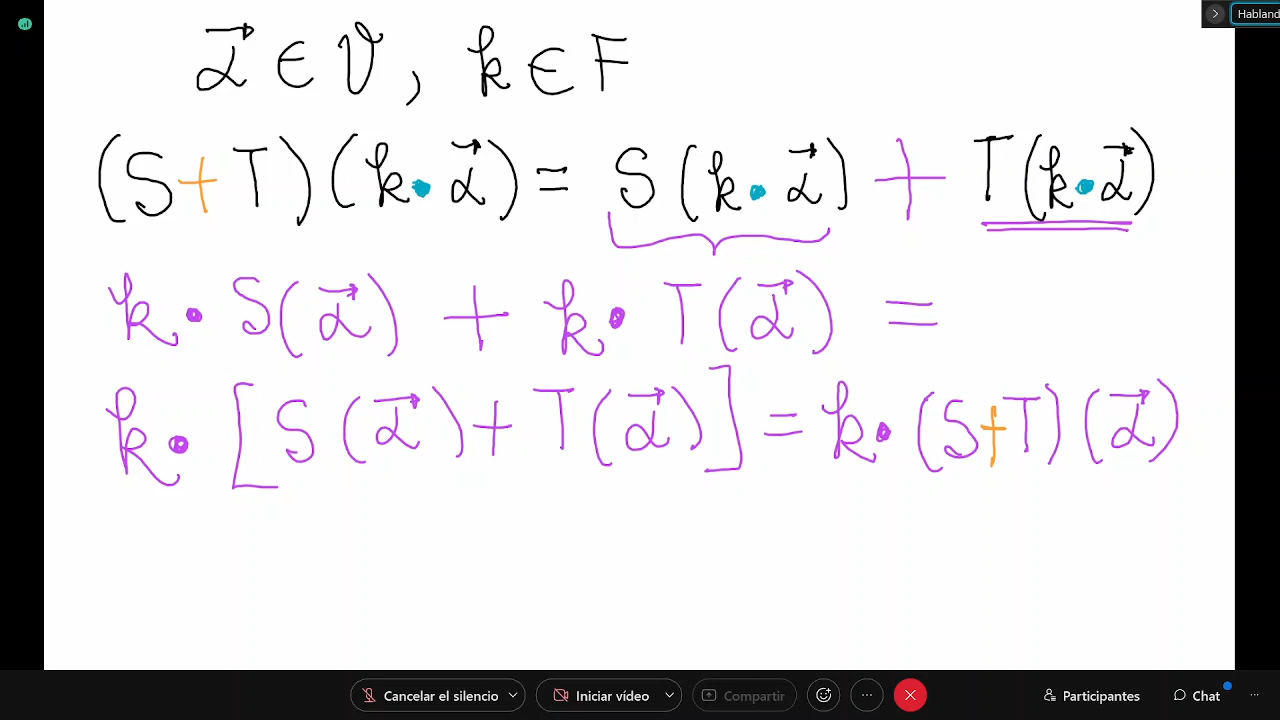 Habland
α⃗ ∈ V, k ∈ F
(S+T)(k·α⃗) = S(k·α⃗) + T(k·α⃗)
k·S(α⃗) + k·T(α⃗) =
k·[S(α⃗)+T(α⃗)] = k·(S+T)(α⃗)
Cancelar el silencio Iniciar vídeo Compartir Participantes Chat